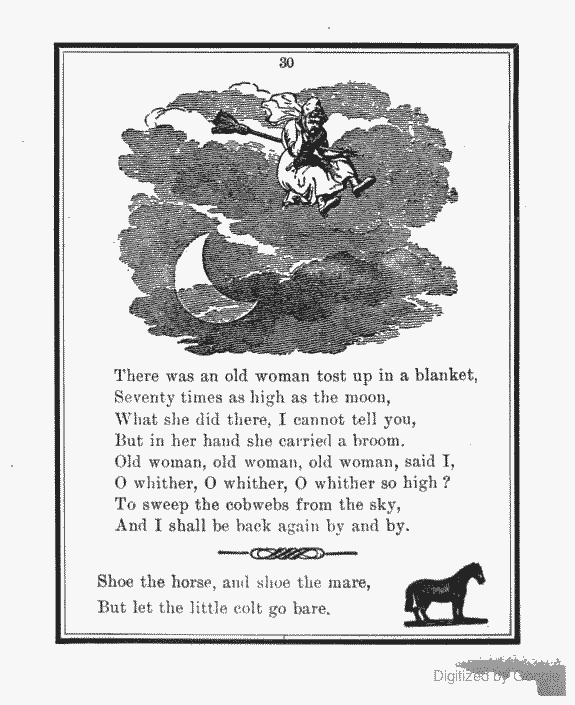 30
There was an old woman tost up in a blanket,
Seventy times as high as the moon,
What she did there, I cannot tell you,
But in her hand she carried a broom.
Old woman, old woman, old woman, said I,
O whither, O whither, O whither so high ?
To sweep the cobwebs from the sky,
And I shall be back again by and by.
Shoe the horse, and shoe the mare,
But let the little colt go bare.
Digitized by Google